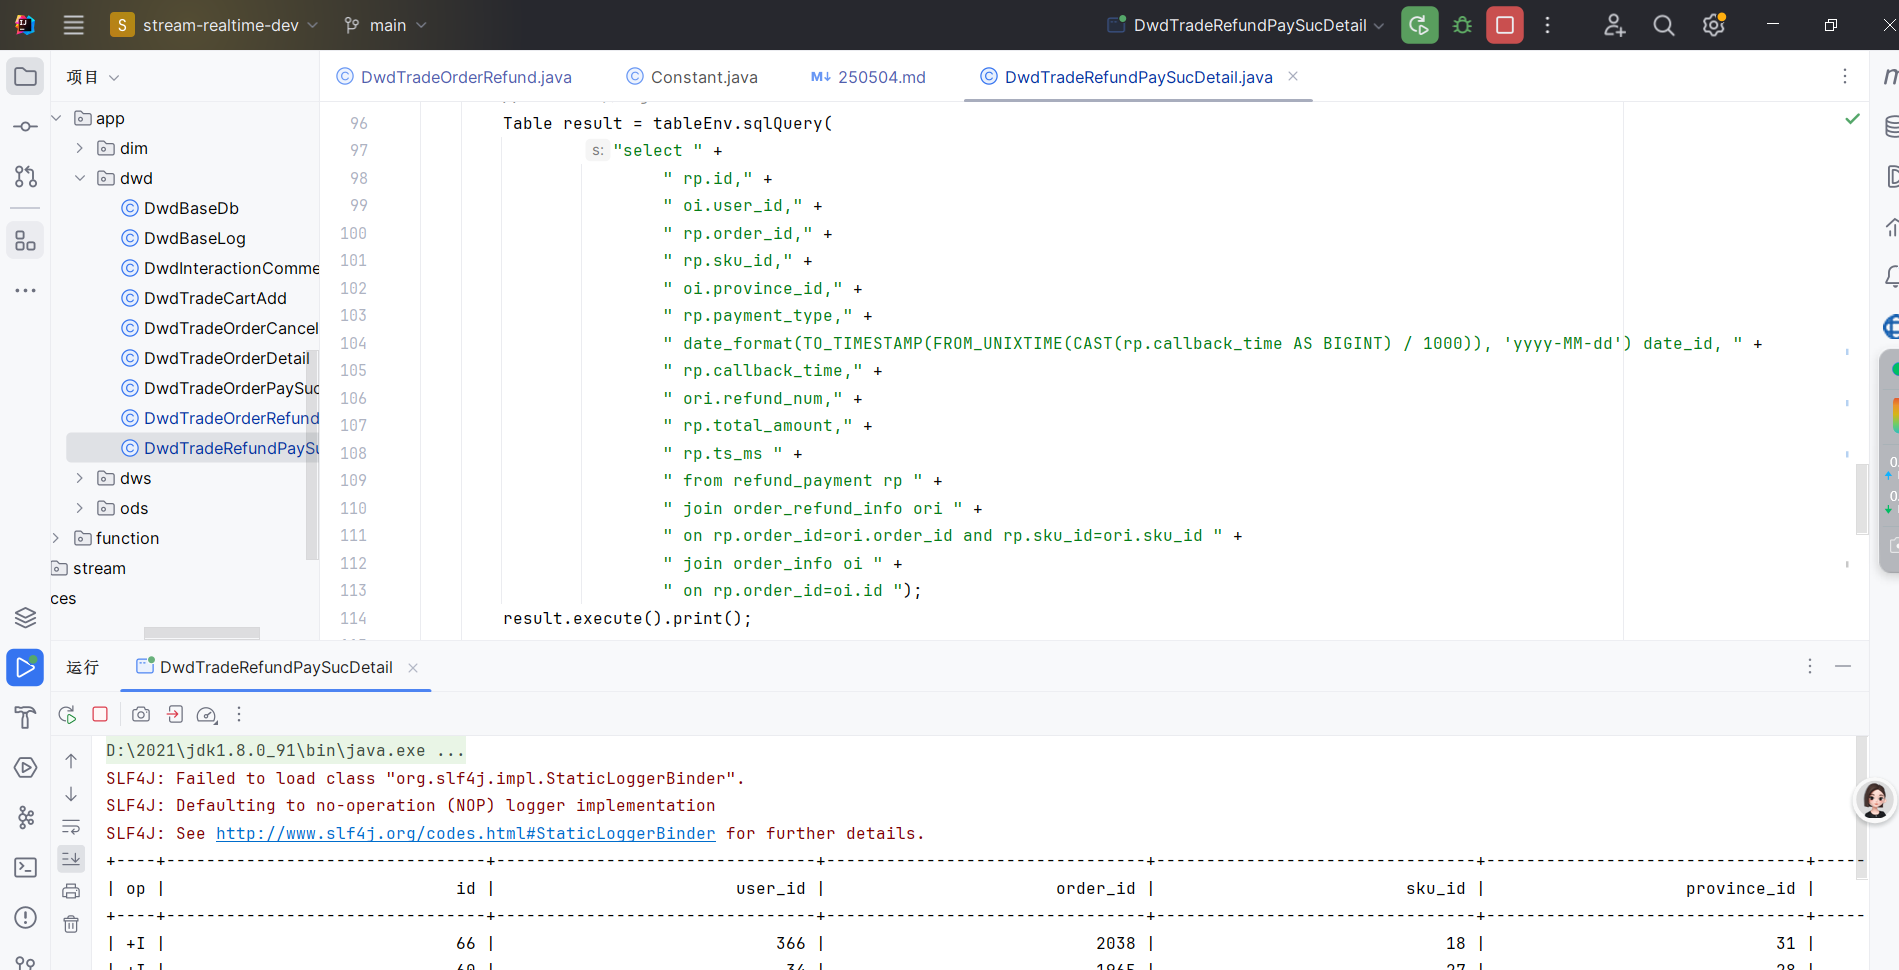 S stream-realtime-dev main DwdTradeRefundPaySucDetail
项目
DwdTradeOrderRefund.java Constant.java M↓ 250504.md DwdTradeRefundPaySucDetail.java
app
dim
dwd
DwdBaseDb
DwdBaseLog
DwdInteractionComme
DwdTradeCartAdd
DwdTradeOrderCancel
DwdTradeOrderDetail
DwdTradeOrderPaySuc
DwdTradeOrderRefund
DwdTradeRefundPaySu
dws
ods
function
stream
ces
96 Table result = tableEnv.sqlQuery(
97 s: "select " +
98 " rp.id," +
99 " oi.user_id," +
100 " rp.order_id," +
101 " rp.sku_id," +
102 " oi.province_id," +
103 " rp.payment_type," +
104 " date_format(TO_TIMESTAMP(FROM_UNIXTIME(CAST(rp.callback_time AS BIGINT) / 1000)), 'yyyy-MM-dd') date_id, " +
105 " rp.callback_time," +
106 " ori.refund_num," +
107 " rp.total_amount," +
108 " rp.ts_ms " +
109 " from refund_payment rp " +
110 " join order_refund_info ori " +
111 " on rp.order_id=ori.order_id and rp.sku_id=ori.sku_id " +
112 " join order_info oi " +
113 " on rp.order_id=oi.id ");
114 result.execute().print();
运行 DwdTradeRefundPaySucDetail
D:\2021\jdk1.8.0_91\bin\java.exe ...
SLF4J: Failed to load class "org.slf4j.impl.StaticLoggerBinder".
SLF4J: Defaulting to no-operation (NOP) logger implementation
SLF4J: See http://www.slf4j.org/codes.html#StaticLoggerBinder for further details.
| op | id | user_id | order_id | sku_id | province_id |
| +I | 66 | 366 | 2038 | 18 | 31 |
| +I | 60 | 34 | 1965 | 27 | 28 |